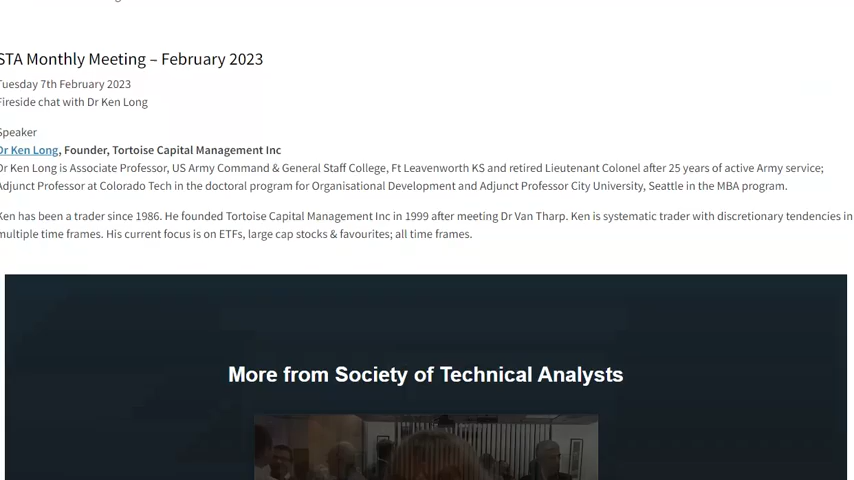 STA Monthly Meeting – February 2023
Tuesday 7th February 2023
Fireside chat with Dr Ken Long
Speaker
Dr Ken Long, Founder, Tortoise Capital Management Inc
Dr Ken Long is Associate Professor, US Army Command & General Staff College, Ft Leavenworth KS and retired Lieutenant Colonel after 25 years of active Army service;
Adjunct Professor at Colorado Tech in the doctoral program for Organisational Development and Adjunct Professor City University, Seattle in the MBA program.
Ken has been a trader since 1986. He founded Tortoise Capital Management Inc in 1999 after meeting Dr Van Tharp. Ken is systematic trader with discretionary tendencies in
multiple time frames. His current focus is on ETFs, large cap stocks & favourites; all time frames.
More from Society of Technical Analysts